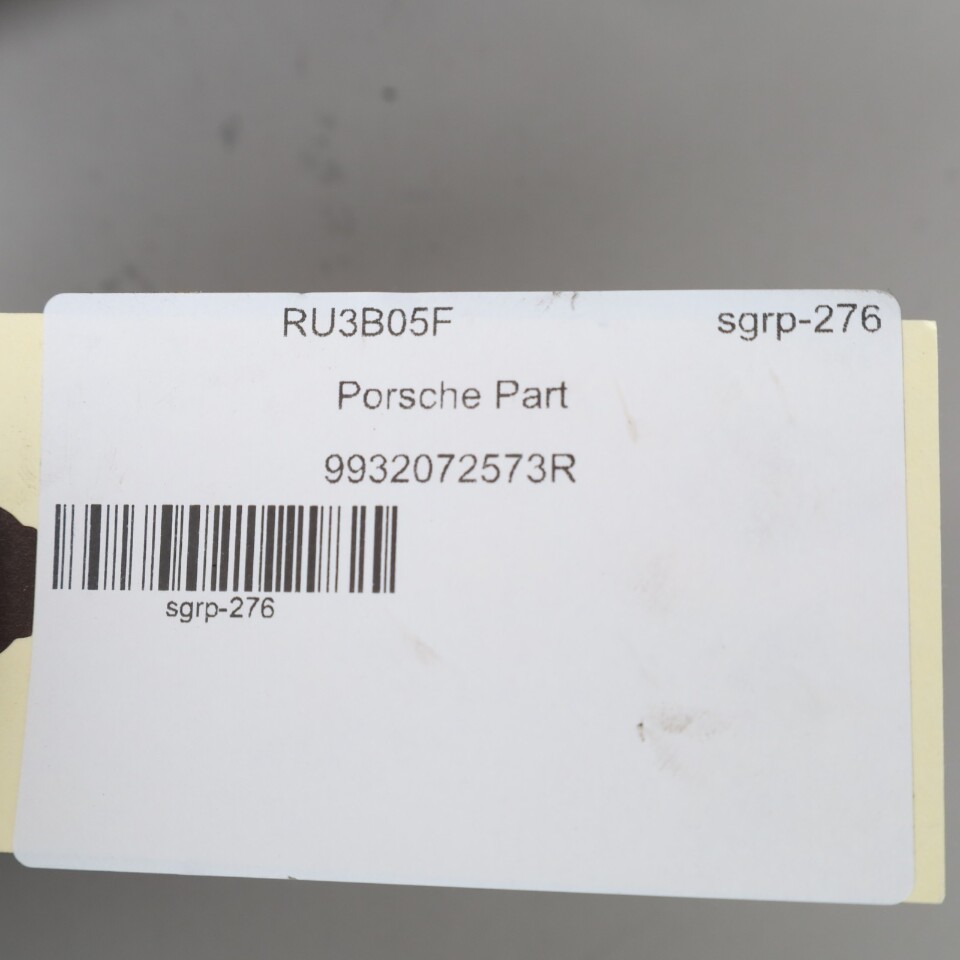 RU3B05F sgrp-276
Porsche Part
9932072573R
sgrp-276